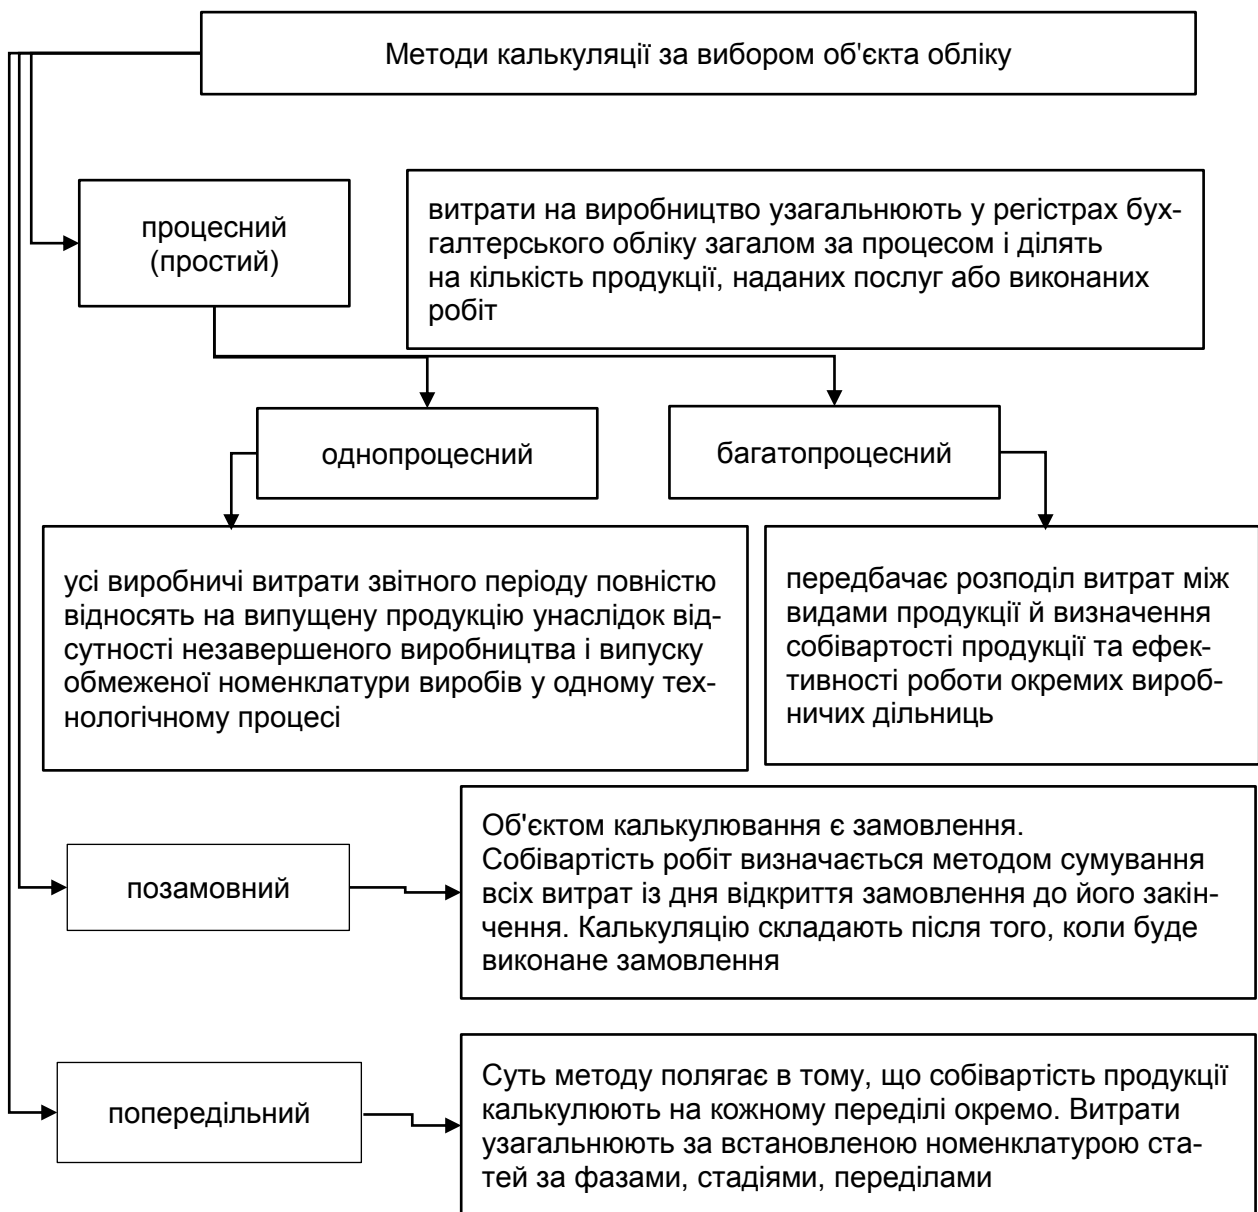 Методи калькуляції за вибором об'єкта обліку
процесний
(простий)
витрати на виробництво узагальнюють у регістрах бух-
галтерського обліку загалом за процесом і ділять
на кількість продукції, наданих послуг або виконаних
робіт
однопроцесний
багатопроцесний
усі виробничі витрати звітного періоду повністю
відносять на випущену продукцію унаслідок від-
сутності незавершеного виробництва і випуску
обмеженої номенклатури виробів у одному тех-
нологічному процесі
передбачає розподіл витрат між
видами продукції й визначення
собівартості продукції та ефек-
тивності роботи окремих вироб-
ничих дільниць
позамовний
Об'єктом калькулювання є замовлення.
Собівартість робіт визначається методом сумування
всіх витрат із дня відкриття замовлення до його закін-
чення. Калькуляцію складають після того, коли буде
виконане замовлення
попередільний
Суть методу полягає в тому, що собівартість продукції
калькулюють на кожному переділі окремо. Витрати
узагальнюють за встановленою номенклатурою ста-
тей за фазами, стадіями, переділами